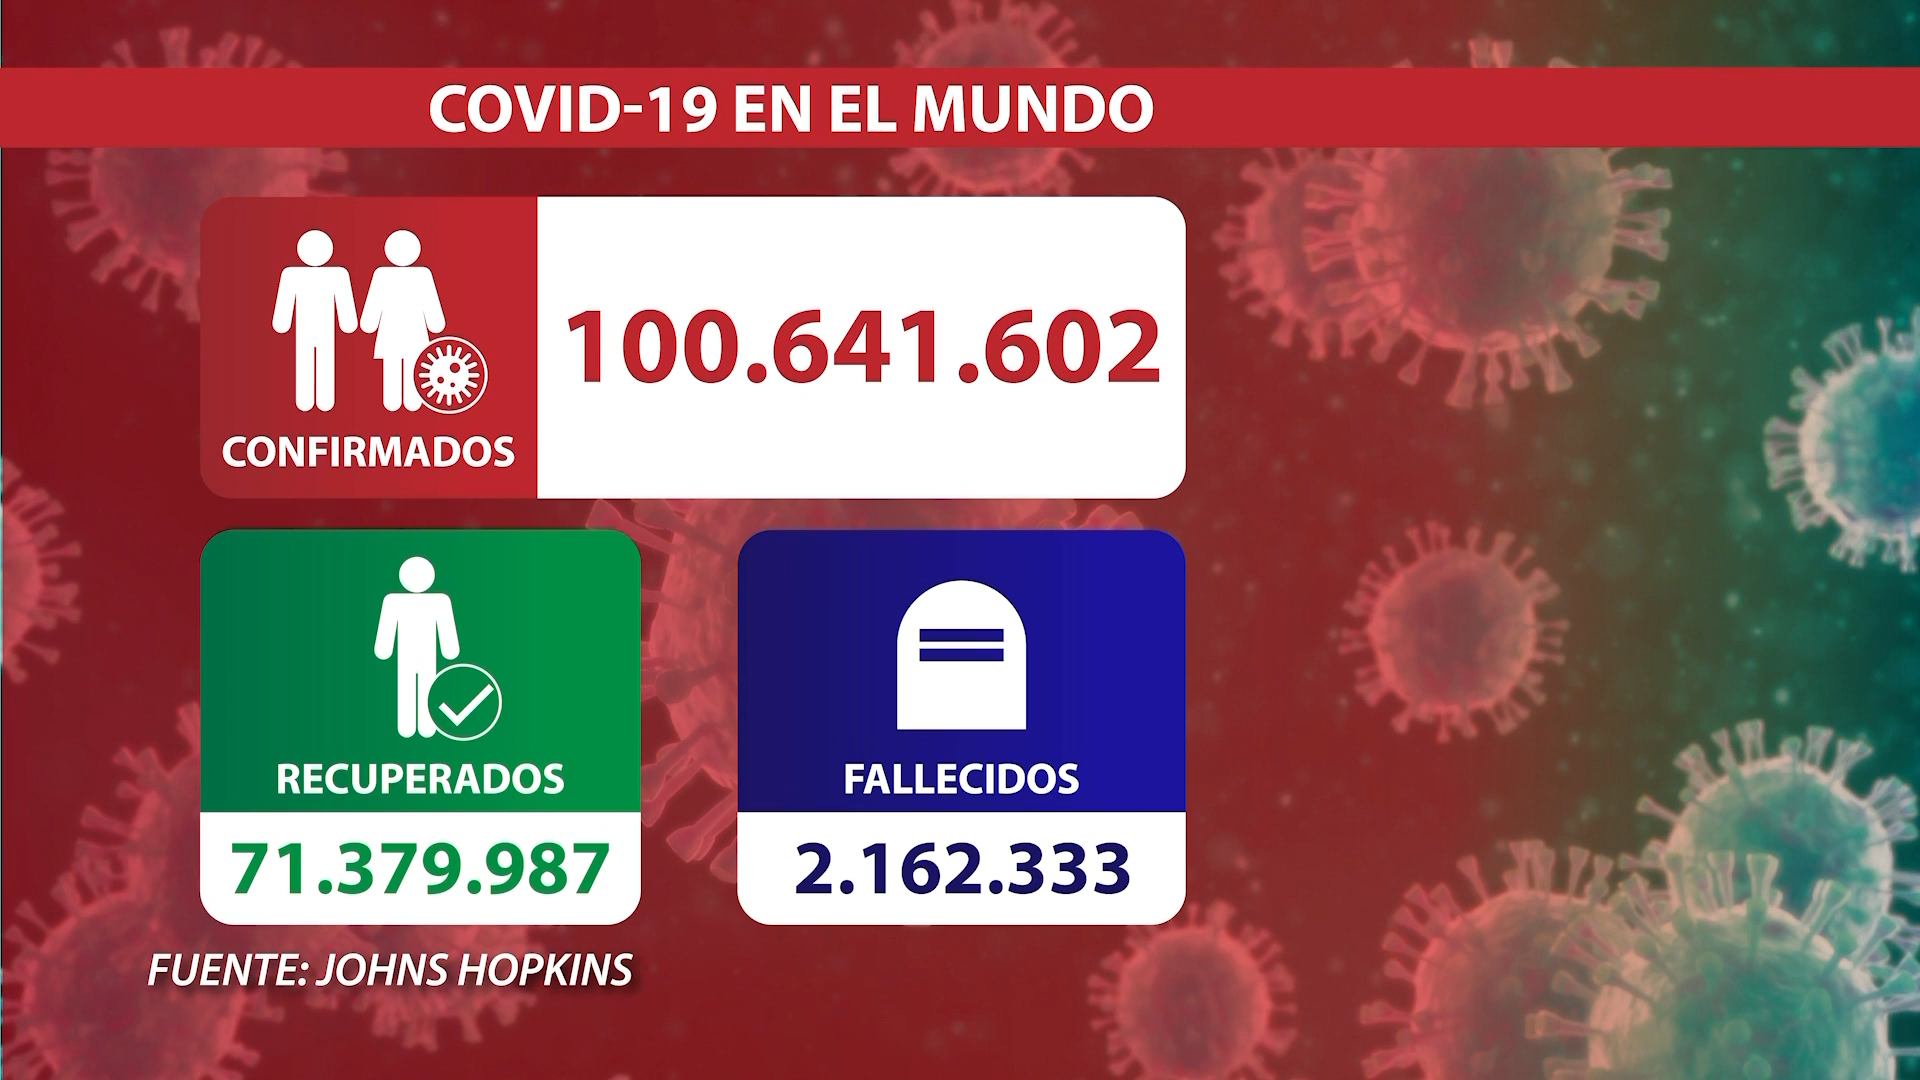 COVID-19 EN EL MUNDO
CONFIRMADOS
100.641.602
RECUPERADOS
71.379.987
FALLECIDOS
2.162.333
FUENTE: JOHNS HOPKINS